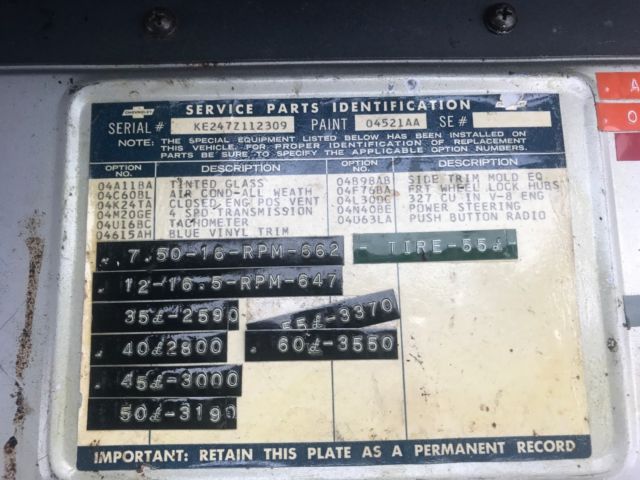 CHEVROLET
SERVICE PARTS IDENTIFICATION
SERIAL # KE247Z112309 PAINT 04521AA SE#
NOTE: THE SPECIAL EQUIPMENT LISTED BELOW HAS BEEN INSTALLED ON
THIS VEHICLE. FOR PROPER IDENTIFICATION OF REPLACEMENT
PARTS BE SURE TO SPECIFY THE APPLICABLE OPTION NUMBERS.
OPTION NO. DESCRIPTION OPTION NO. DESCRIPTION
04A11BA TINTED GLASS 04B98AB SIDE TRIM MOLD EQ
04C60BL AIR COND-ALL WEATH 04F76BA FRT WHEEL LOCK HUBS
04K24TA CLOSED ENG POS VENT 04L30DC 327 CU IN V-8 ENG
04M20GE 4 SPD TRANSMISSION 04N40BE POWER STEERING
04U16BC TACHOMETER 04U63LA PUSH BUTTON RADIO
04615AH BLUE VINYL TRIM
. 7.50-16-RPM-662 - TIRE-55#
. 12-16.5-RPM-647
35#-2590 55#-3370
. 40#2800 . 60#-3550
. 45#-3000
50#-3190
IMPORTANT: RETAIN THIS PLATE AS A PERMANENT RECORD